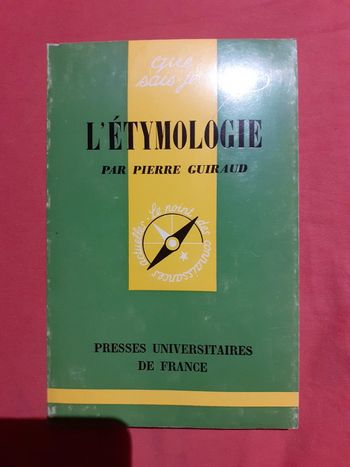 que
sais-je?
L'ÉTYMOLOGIE
PAR PIERRE GUIRAUD
Le point des connaissances actuelles
PRESSES UNIVERSITAIRES
DE FRANCE